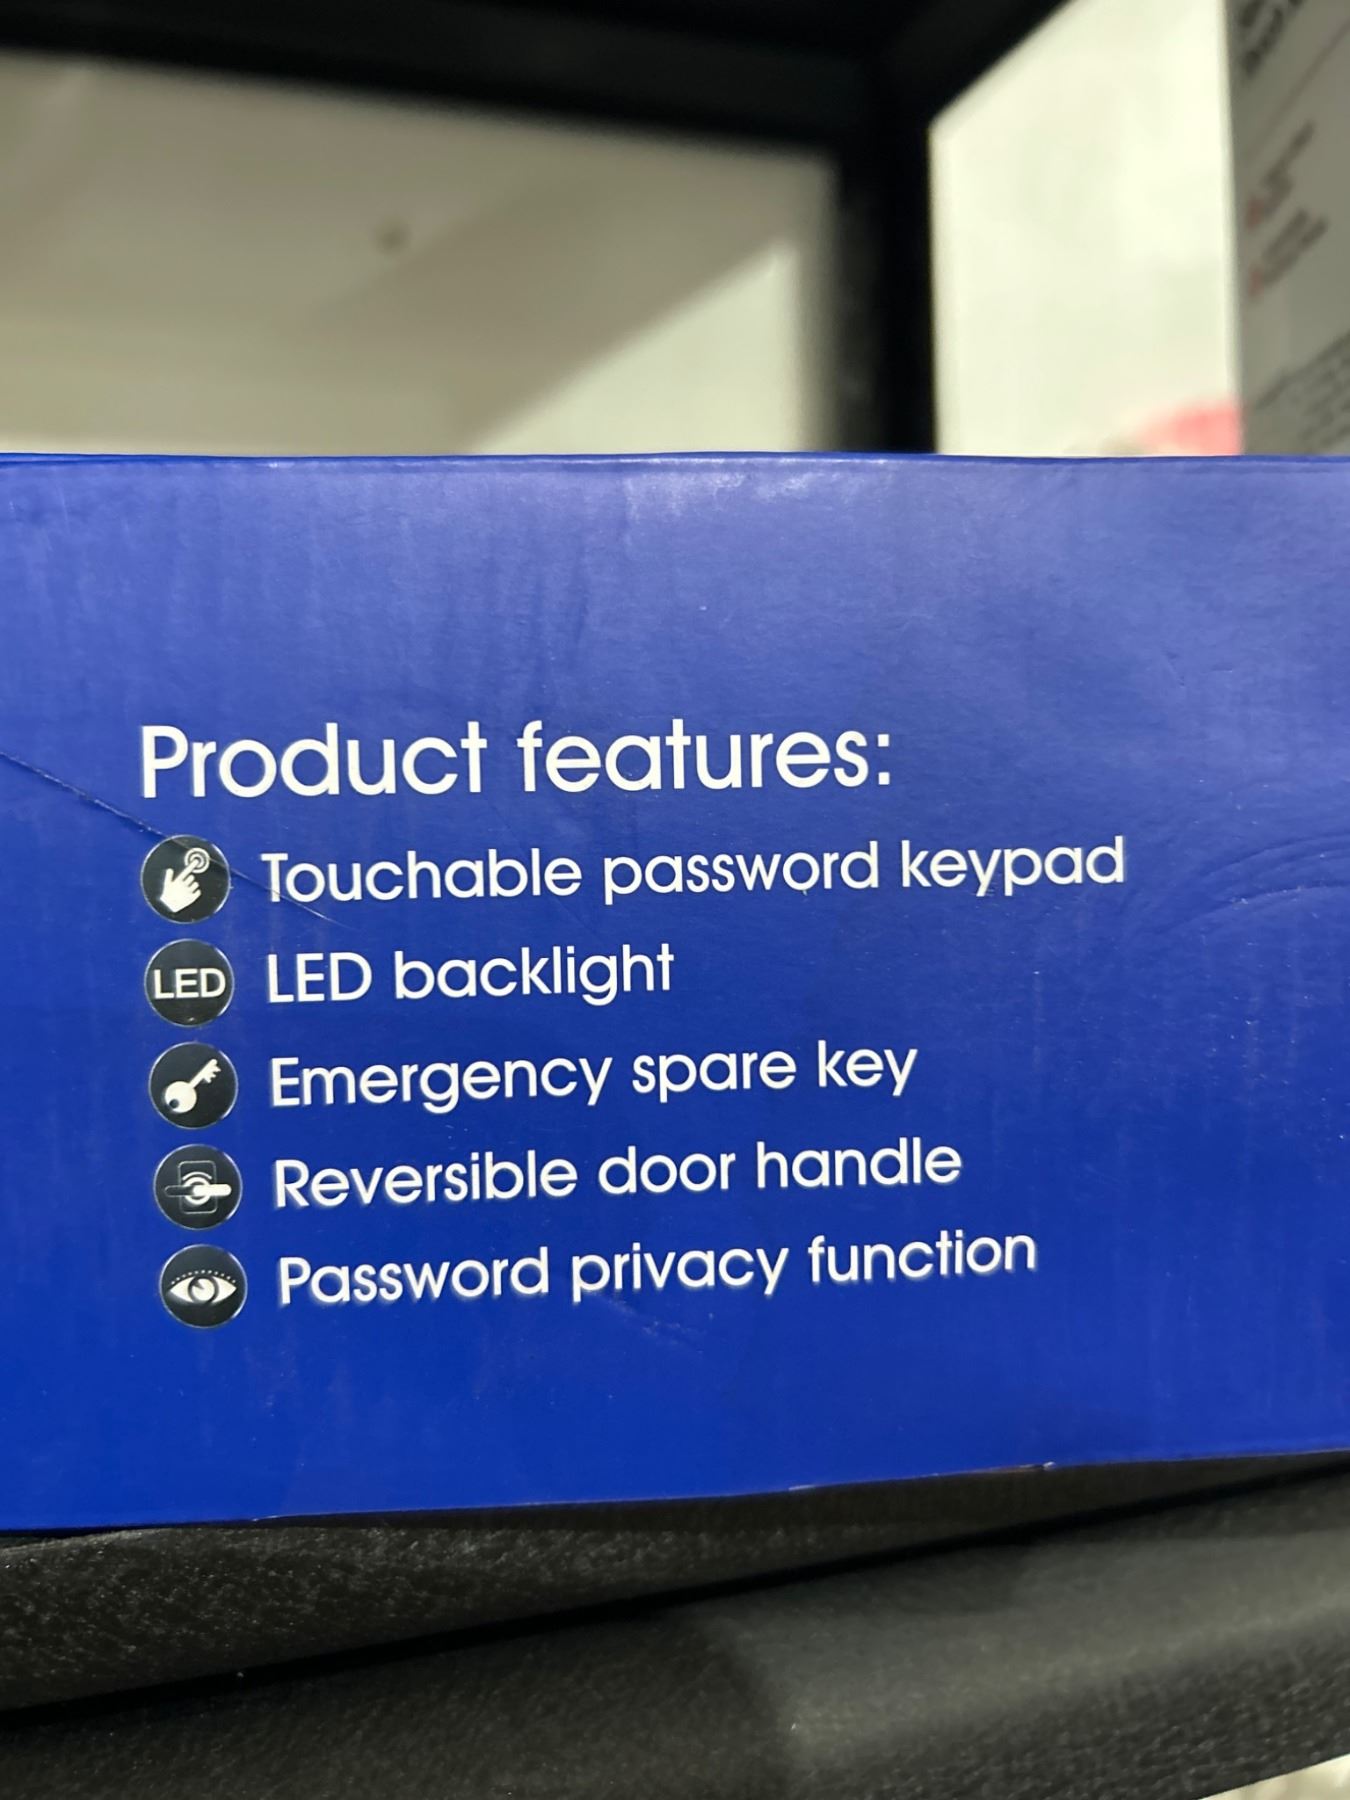 Product features:
Touchable password keypad
LED LED backlight
Emergency spare key
Reversible door handle
Password privacy function